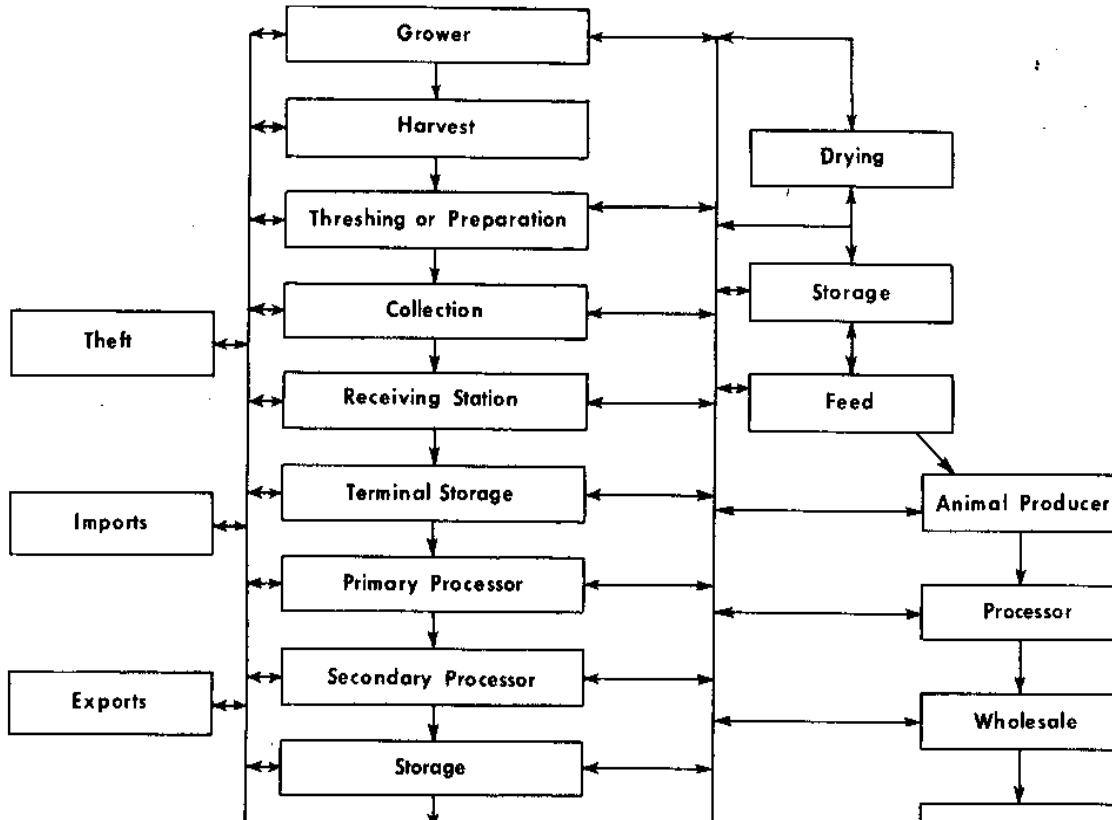 Grower
Harvest
Threshing or Preparation
Collection
Receiving Station
Terminal Storage
Primary Processor
Secondary Processor
Storage
Theft
Imports
Exports
Drying
Storage
Feed
Animal Producer
Processor
Wholesale